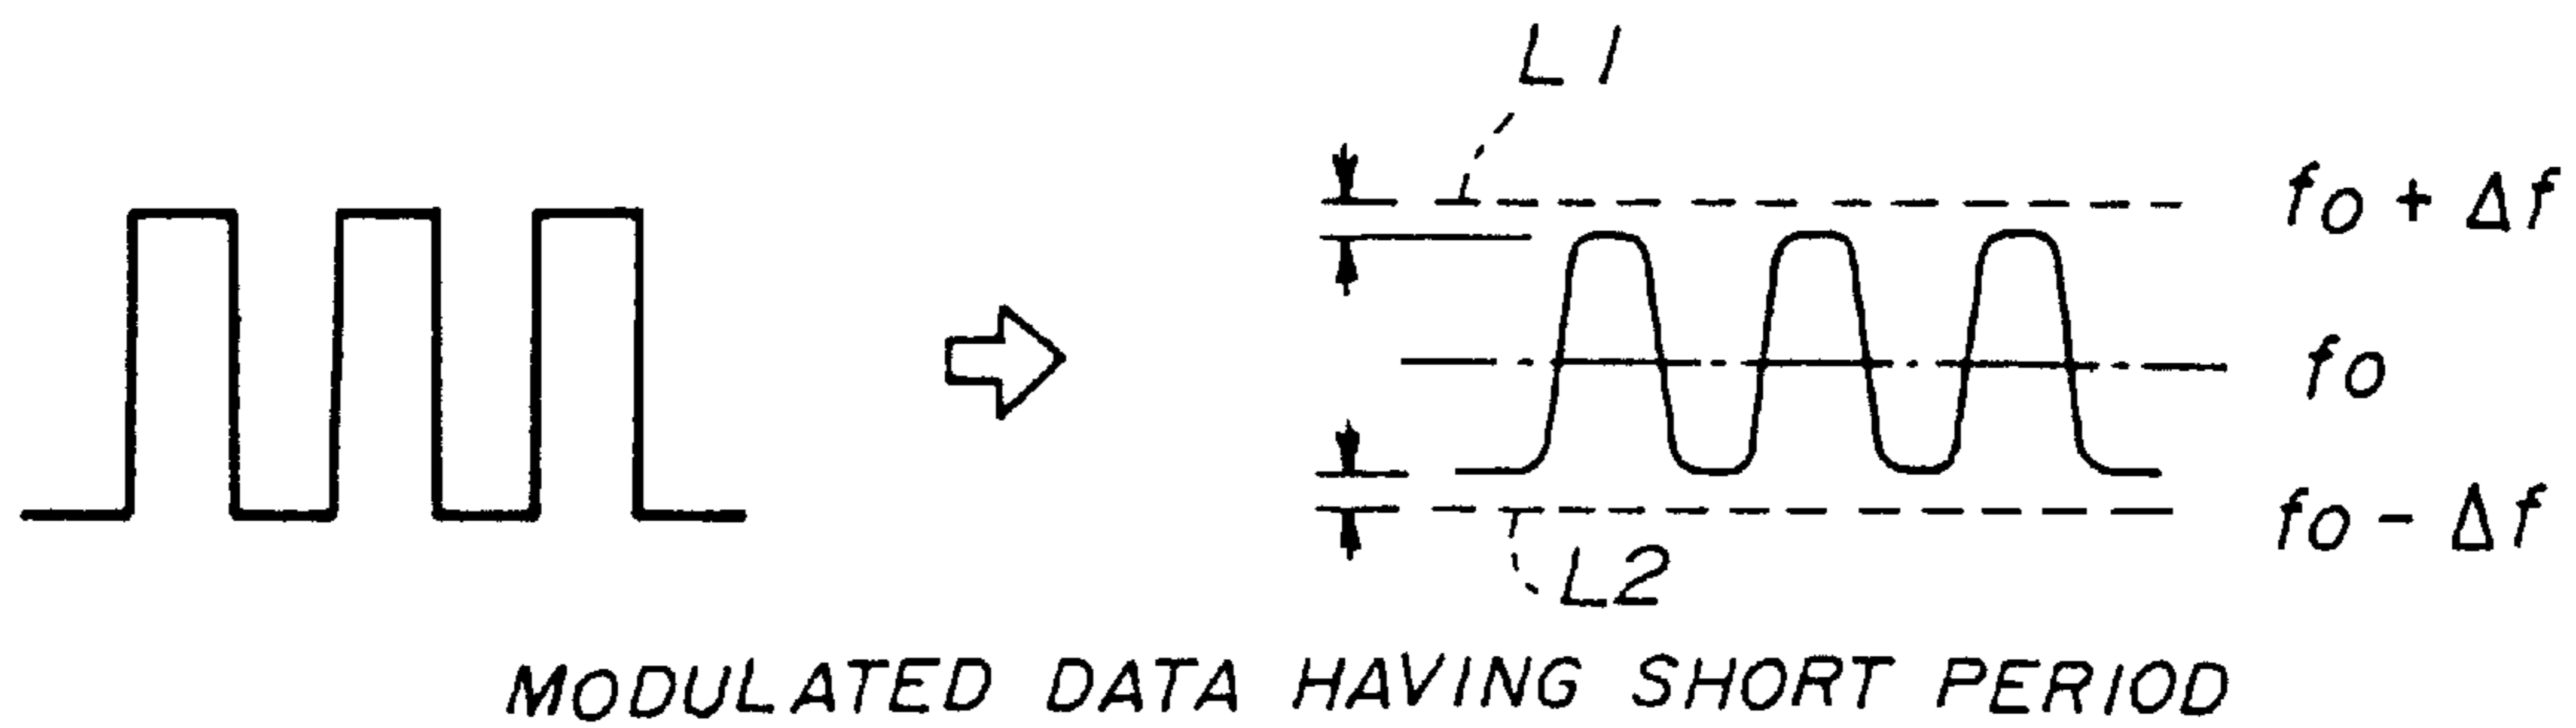 L1
fo + Δf
fo
fo - Δf
L2
MODULATED DATA HAVING SHORT PERIOD